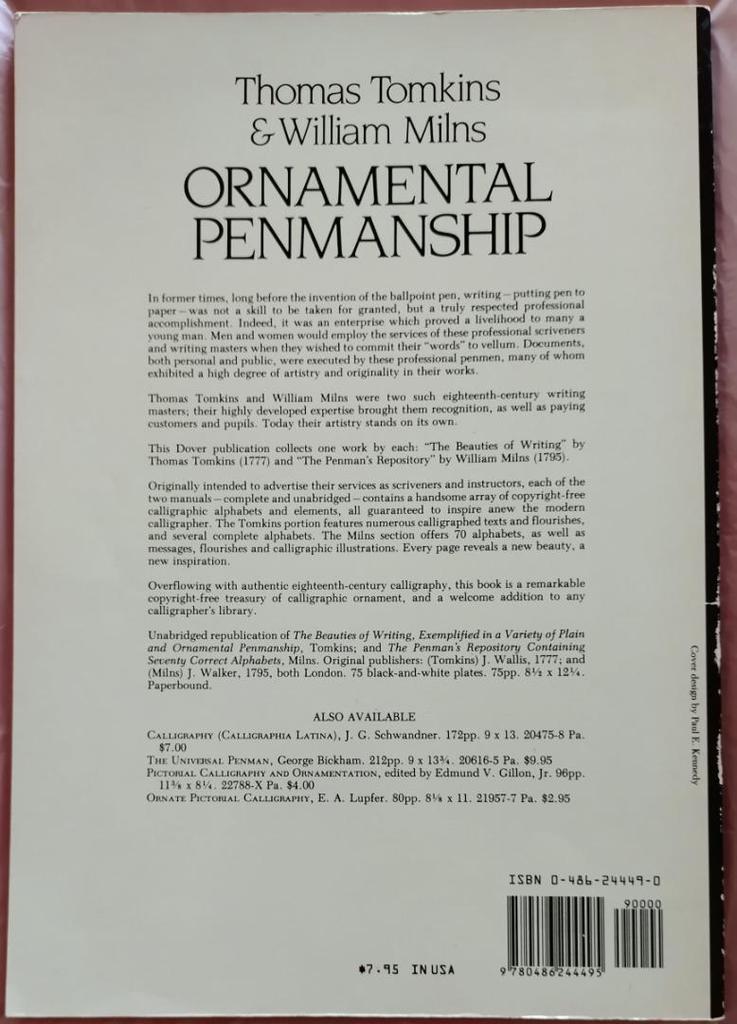 Thomas Tomkins
& William Milns
ORNAMENTAL
PENMANSHIP
In former times, long before the invention of the ballpoint pen, writing—putting pen to
paper—was not a skill to be taken for granted, but a truly respected professional
accomplishment. Indeed, it was an enterprise which proved a livelihood to many a
young man. Men and women would employ the services of these professional scriveners
and writing masters when they wished to commit their "words" to vellum. Documents,
both personal and public, were executed by these professional penmen, many of whom
exhibited a high degree of artistry and originality in their works.
Thomas Tomkins and William Milns were two such eighteenth-century writing
masters; their highly developed expertise brought them recognition, as well as paying
customers and pupils. Today their artistry stands on its own.
This Dover publication collects one work by each: "The Beauties of Writing" by
Thomas Tomkins (1777) and "The Penman's Repository" by William Milns (1795).
Originally intended to advertise their services as scriveners and instructors, each of the
two manuals—complete and unabridged—contains a handsome array of copyright-free
calligraphic alphabets and elements, all guaranteed to inspire anew the modern
calligrapher. The Tomkins portion features numerous calligraphed texts and flourishes,
and several complete alphabets. The Milns section offers 70 alphabets, as well as
messages, flourishes and calligraphic illustrations. Every page reveals a new beauty, a
new inspiration.
Overflowing with authentic eighteenth-century calligraphy, this book is a remarkable
copyright-free treasury of calligraphic ornament, and a welcome addition to any
calligrapher's library.
Unabridged republication of The Beauties of Writing, Exemplified in a Variety of Plain
and Ornamental Penmanship, Tomkins; and The Penman's Repository Containing
Seventy Correct Alphabets, Milns. Original publishers: (Tomkins) J. Wallis, 1777; and
(Milns) J. Walker, 1795, both London. 75 black-and-white plates. 75pp. 8½ x 12¼.
Paperbound.
ALSO AVAILABLE
CALLIGRAPHY (CALLIGRAPHIA LATINA), J. G. Schwandner. 172pp. 9 x 13. 20475-8 Pa.
$7.00
THE UNIVERSAL PENMAN, George Bickham. 212pp. 9 x 13¾. 20616-5 Pa. $9.95
PICTORIAL CALLIGRAPHY AND ORNAMENTATION, edited by Edmund V. Gillon, Jr. 96pp.
11⅜ x 8¼. 22788-X Pa. $4.00
ORNATE PICTORIAL CALLIGRAPHY, E. A. Lupfer. 80pp. 8⅛ x 11. 21957-7 Pa. $2.95
Cover design by Paul E. Kennedy
ISBN 0-486-24449-0
90000
9 780486 244495
$7.95 IN USA